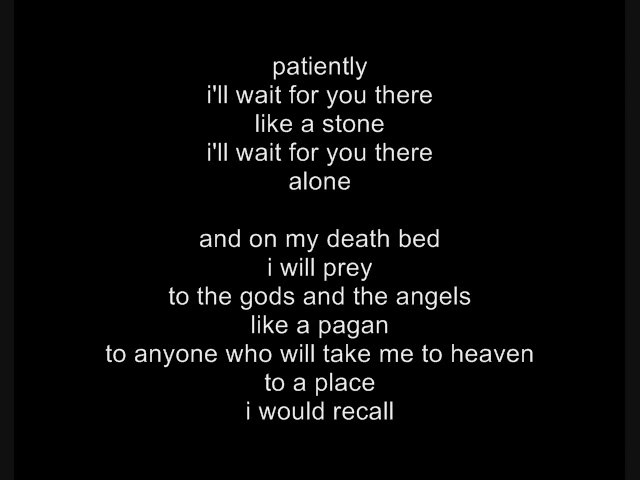 patiently
i'll wait for you there
like a stone
i'll wait for you there
alone
and on my death bed
i will prey
to the gods and the angels
like a pagan
to anyone who will take me to heaven
to a place
i would recall